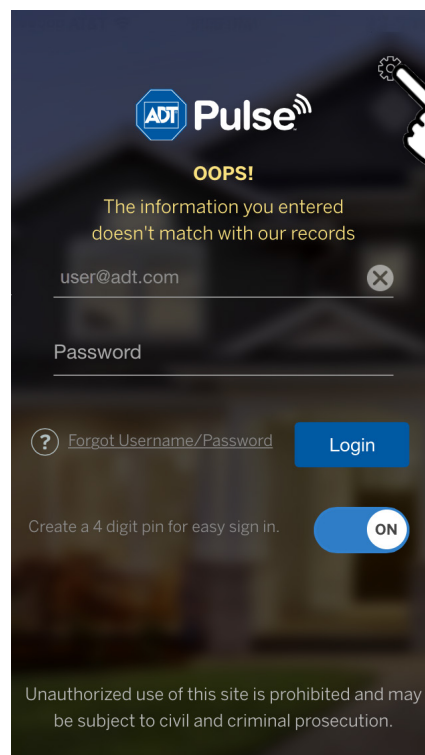 ADT Pulse
OOPS!
The information you entered
doesn't match with our records
user@adt.com
Password
? Forgot Username/Password
Login
Create a 4 digit pin for easy sign in.
ON
Unauthorized use of this site is prohibited and may
be subject to civil and criminal prosecution.